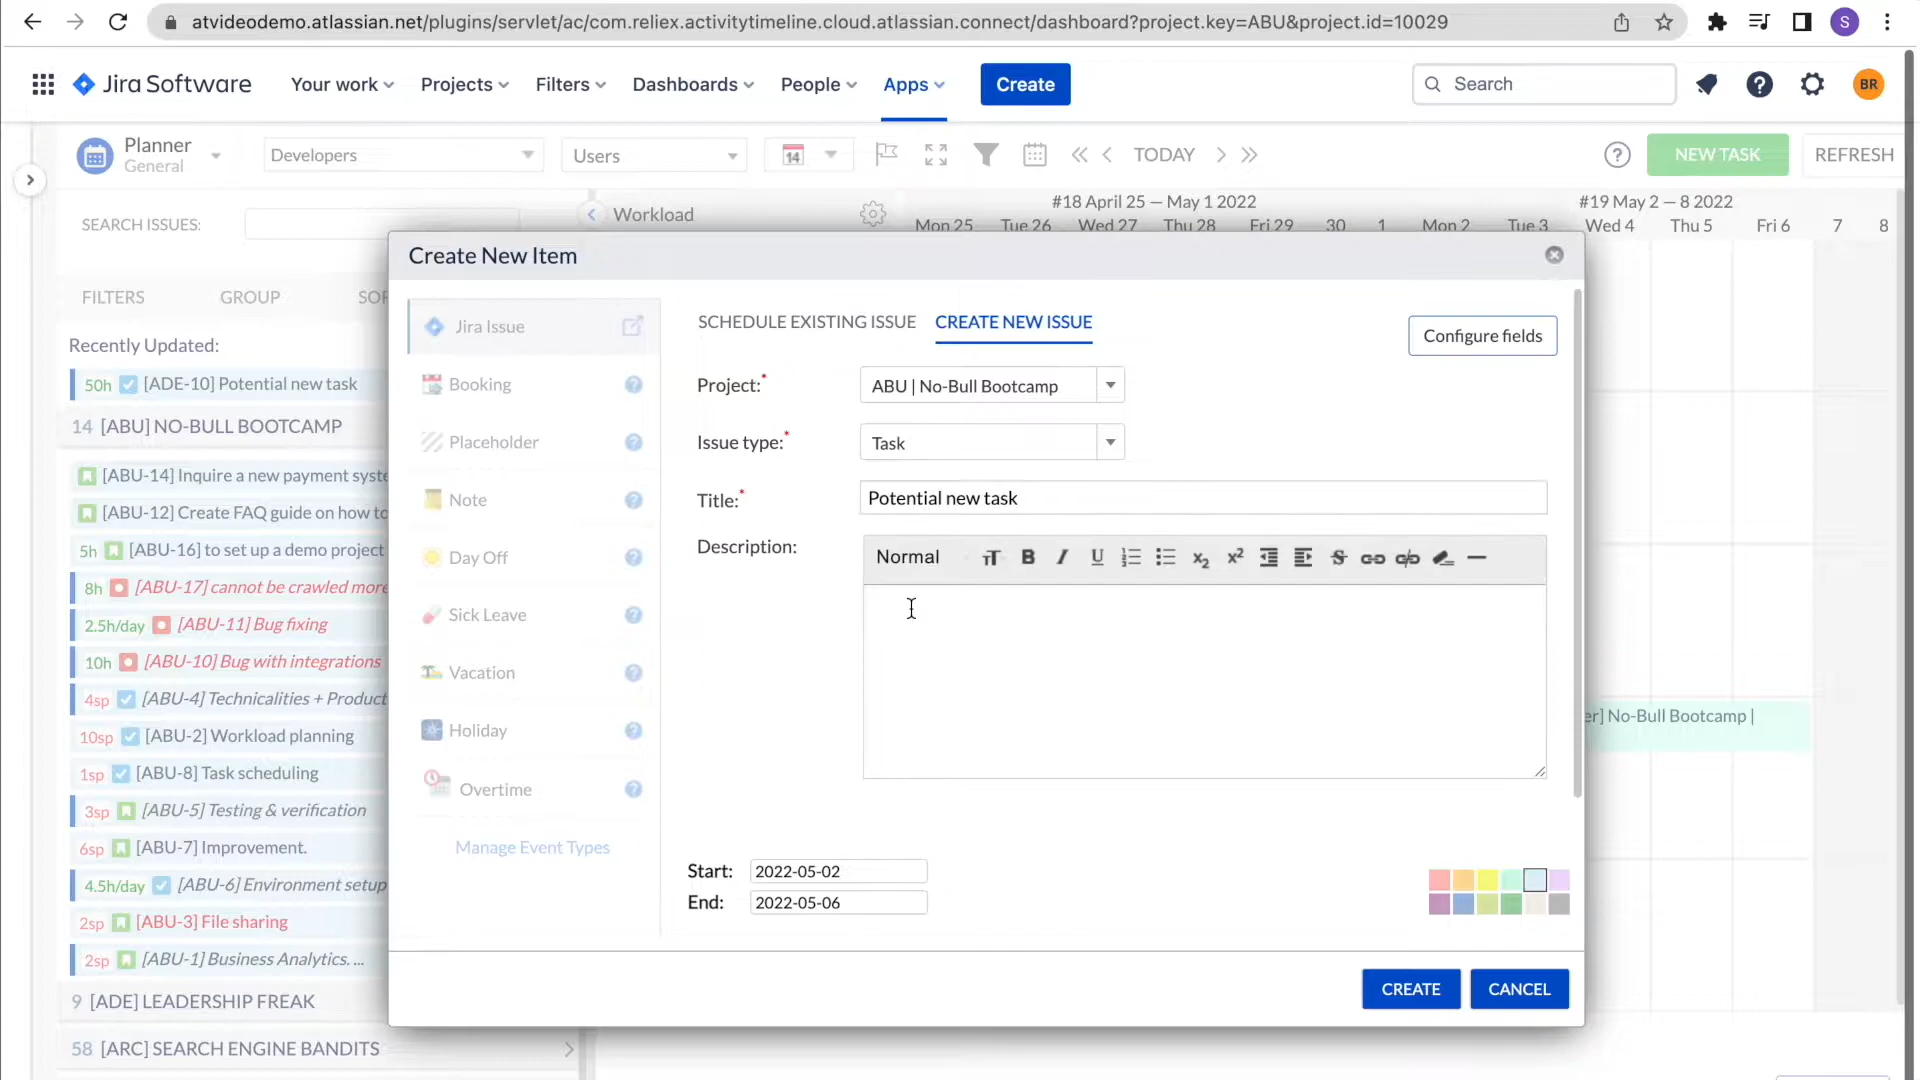 atvideodemo.atlassian.net/plugins/servlet/ac/com.reliex.activitytimeline.cloud.atlassian.connect/dashboard?project.key=ABU&project.id=10029
S
Jira Software
Your work
Projects
Filters
Dashboards
People
Apps
Create
Search
BR
Planner
General
Developers
Users
14
TODAY
NEW TASK
REFRESH
SEARCH ISSUES:
Workload
#18 April 25 — May 1 2022
#19 May 2 — 8 2022
Mon 25 Tue 26 Wed 27 Thu 28 Fri 29 30 1 Mon 2 Tue 3 Wed 4 Thu 5 Fri 6 7 8
FILTERS
GROUP
SOR
Recently Updated:
50h [ADE-10] Potential new task
14 [ABU] NO-BULL BOOTCAMP
[ABU-14] Inquire a new payment syste
[ABU-12] Create FAQ guide on how to
5h [ABU-16] to set up a demo project
8h [ABU-17] cannot be crawled more
2.5h/day [ABU-11] Bug fixing
10h [ABU-10] Bug with integrations
4sp [ABU-4] Technicalities + Product
10sp [ABU-2] Workload planning
1sp [ABU-8] Task scheduling
3sp [ABU-5] Testing & verification
6sp [ABU-7] Improvement.
4.5h/day [ABU-6] Environment setup
2sp [ABU-3] File sharing
2sp [ABU-1] Business Analytics. ...
9 [ADE] LEADERSHIP FREAK
58 [ARC] SEARCH ENGINE BANDITS
Create New Item
Jira Issue
Booking
Placeholder
Note
Day Off
Sick Leave
Vacation
Holiday
Overtime
Manage Event Types
SCHEDULE EXISTING ISSUE
CREATE NEW ISSUE
Configure fields
Project:*
ABU | No-Bull Bootcamp
Issue type:*
Task
Title:*
Potential new task
Description:
Normal
Start:
2022-05-02
End:
2022-05-06
CREATE
CANCEL
er] No-Bull Bootcamp |